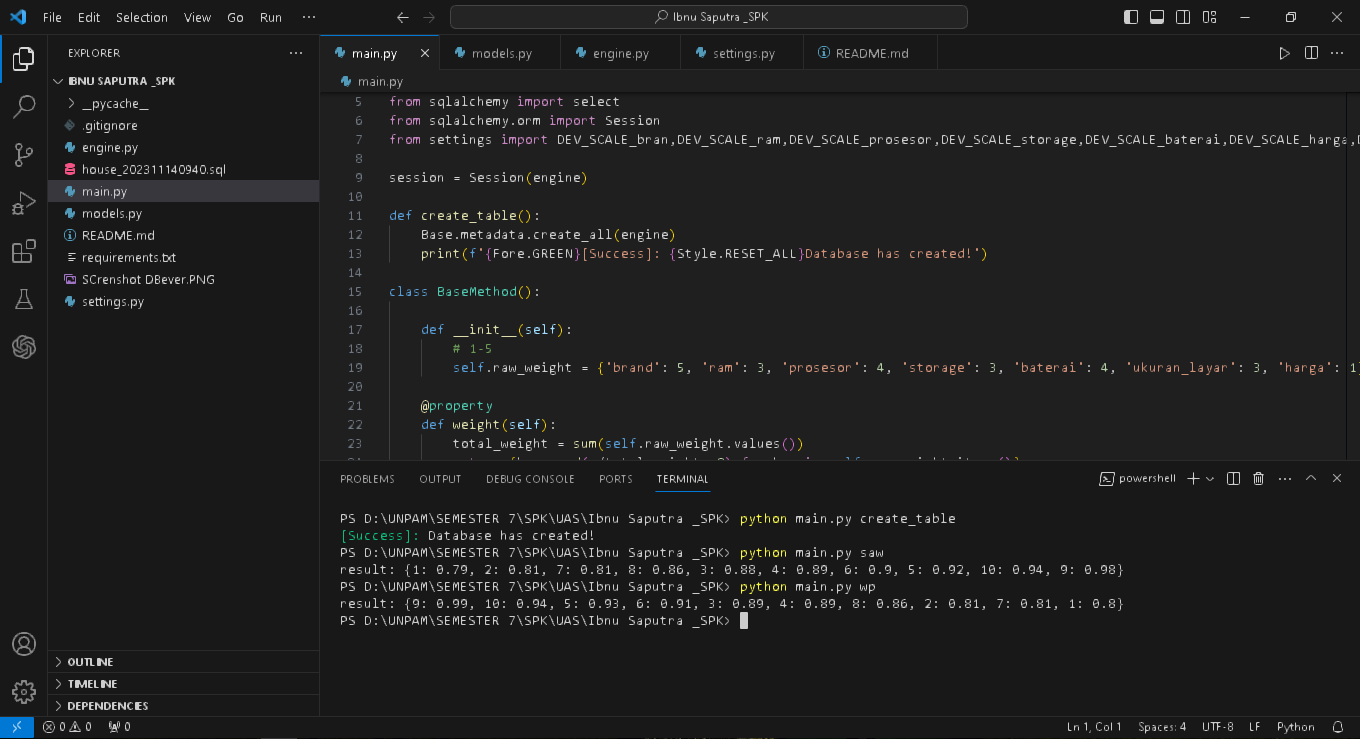 File Edit Selection View Go Run ···
Ibnu Saputra _SPK
EXPLORER
IBNU SAPUTRA _SPK
__pycache__
.gitignore
engine.py
house_202311140940.sql
main.py
models.py
README.md
requirements.txt
SCrenshot DBever.PNG
settings.py
OUTLINE
TIMELINE
DEPENDENCIES
main.py models.py engine.py settings.py README.md
main.py
5 from sqlalchemy import select
6 from sqlalchemy.orm import Session
7 from settings import DEV_SCALE_bran,DEV_SCALE_ram,DEV_SCALE_prosesor,DEV_SCALE_storage,DEV_SCALE_baterai,DEV_SCALE_harga,
8
9 session = Session(engine)
10
11 def create_table():
12 Base.metadata.create_all(engine)
13 print(f'{Fore.GREEN}[Success]: {Style.RESET_ALL}Database has created!')
14
15 class BaseMethod():
16
17 def __init__(self):
18 # 1-5
19 self.raw_weight = {'brand': 5, 'ram': 3, 'prosesor': 4, 'storage': 3, 'baterai': 4, 'ukuran_layar': 3, 'harga': 1
20
21 @property
22 def weight(self):
23 total_weight = sum(self.raw_weight.values())
PROBLEMS OUTPUT DEBUG CONSOLE PORTS TERMINAL
powershell
PS D:\UNPAM\SEMESTER 7\SPK\UAS\Ibnu Saputra _SPK> python main.py create_table
[Success]: Database has created!
PS D:\UNPAM\SEMESTER 7\SPK\UAS\Ibnu Saputra _SPK> python main.py saw
result: {1: 0.79, 2: 0.81, 7: 0.81, 8: 0.86, 3: 0.88, 4: 0.89, 6: 0.9, 5: 0.92, 10: 0.94, 9: 0.98}
PS D:\UNPAM\SEMESTER 7\SPK\UAS\Ibnu Saputra _SPK> python main.py wp
result: {9: 0.99, 10: 0.94, 5: 0.93, 6: 0.91, 3: 0.89, 4: 0.89, 8: 0.86, 2: 0.81, 7: 0.81, 1: 0.8}
PS D:\UNPAM\SEMESTER 7\SPK\UAS\Ibnu Saputra _SPK>
0 0 0 Ln 1, Col 1 Spaces: 4 UTF-8 LF Python